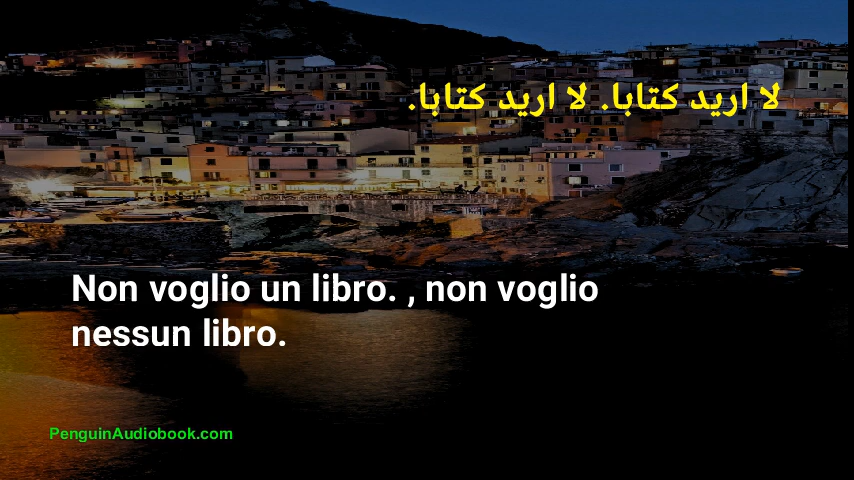 لا اريد كتابا. لا اريد كتابا.
Non voglio un libro. , non voglio
nessun libro.
PenguinAudiobook.com